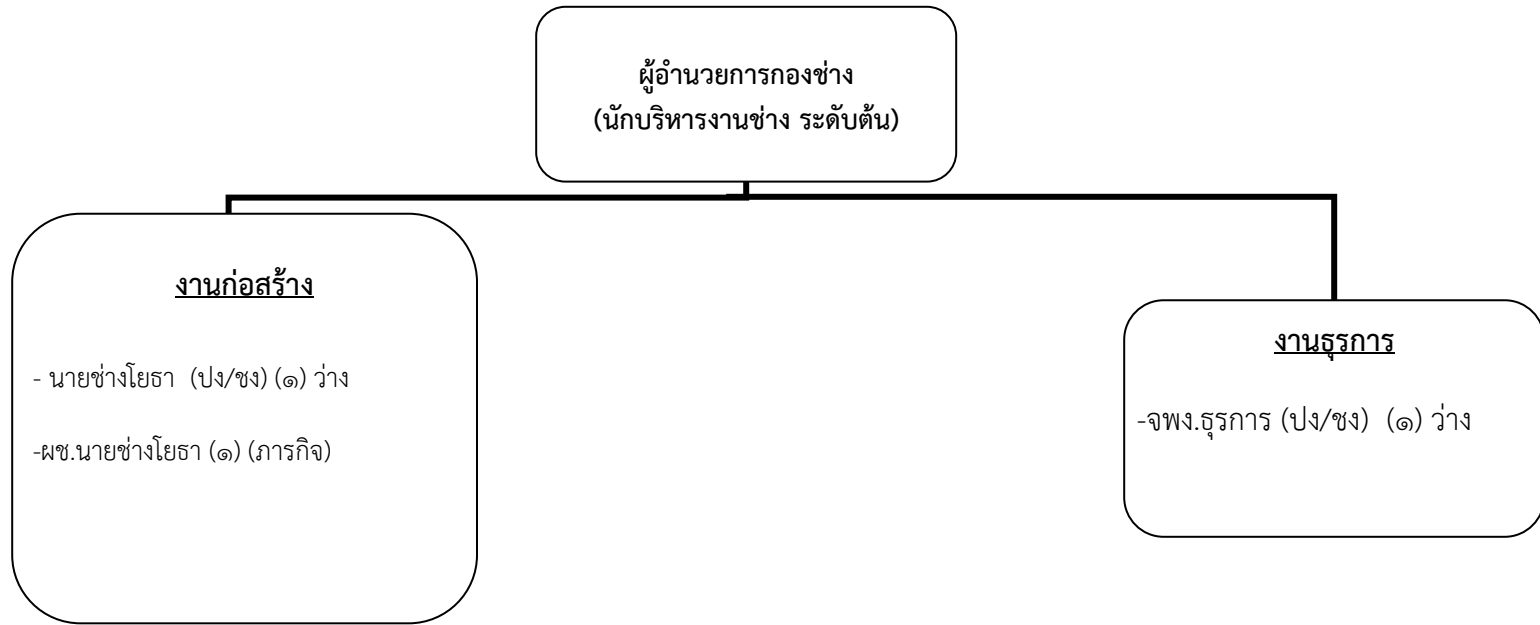 ผู้อำนวยการกองช่าง
(นักบริหารงานช่าง ระดับต้น)
งานก่อสร้าง
- นายช่างโยธา (ปง/ชง) (๑) ว่าง
-ผช.นายช่างโยธา (๑) (ภารกิจ)
งานธุรการ
-จพง.ธุรการ (ปง/ชง) (๑) ว่าง